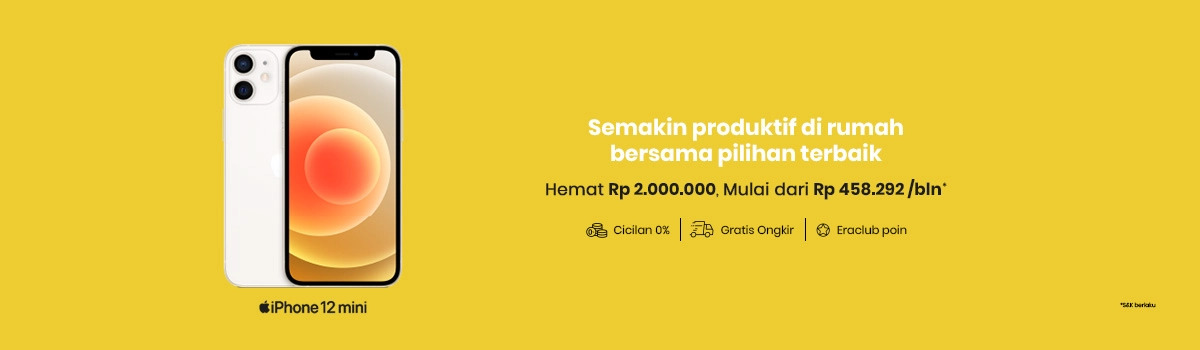 Semakin produktif di rumah
bersama pilihan terbaik
Hemat Rp 2.000.000, Mulai dari Rp 458.292 /bln*
Cicilan 0%
Gratis Ongkir
Eraclub poin
iPhone 12 mini
*S&K berlaku